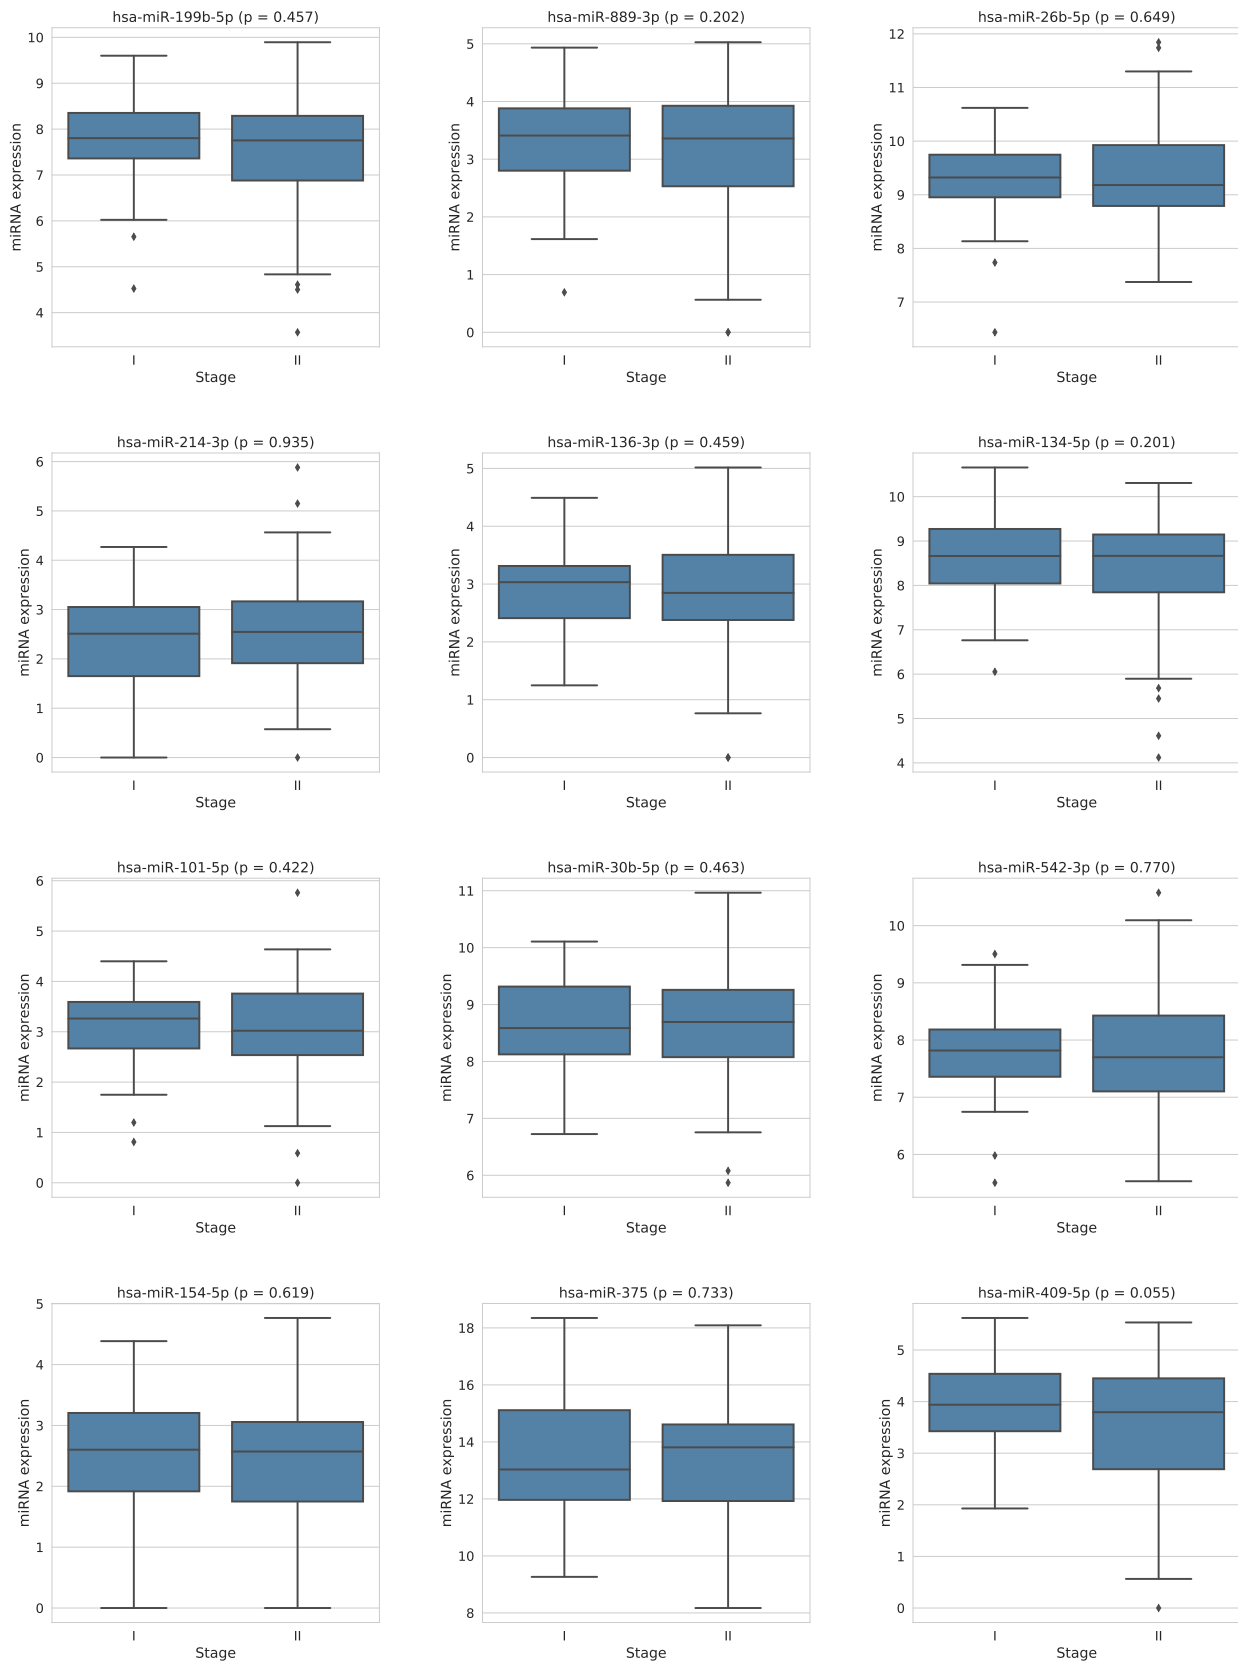 hsa-miR-199b-5p (p = 0.457)
miRNA expression
10
9
8
7
6
5
4
I
II
Stage
hsa-miR-889-3p (p = 0.202)
miRNA expression
5
4
3
2
1
0
I
II
Stage
hsa-miR-26b-5p (p = 0.649)
miRNA expression
12
11
10
9
8
7
I
II
Stage
hsa-miR-214-3p (p = 0.935)
miRNA expression
6
5
4
3
2
1
0
I
II
Stage
hsa-miR-136-3p (p = 0.459)
miRNA expression
5
4
3
2
1
0
I
II
Stage
hsa-miR-134-5p (p = 0.201)
miRNA expression
10
9
8
7
6
5
4
I
II
Stage
hsa-miR-101-5p (p = 0.422)
miRNA expression
6
5
4
3
2
1
0
I
II
Stage
hsa-miR-30b-5p (p = 0.463)
miRNA expression
11
10
9
8
7
6
I
II
Stage
hsa-miR-542-3p (p = 0.770)
miRNA expression
10
9
8
7
6
I
II
Stage
hsa-miR-154-5p (p = 0.619)
miRNA expression
5
4
3
2
1
0
I
II
Stage
hsa-miR-375 (p = 0.733)
miRNA expression
18
16
14
12
10
8
I
II
Stage
hsa-miR-409-5p (p = 0.055)
miRNA expression
5
4
3
2
1
0
I
II
Stage